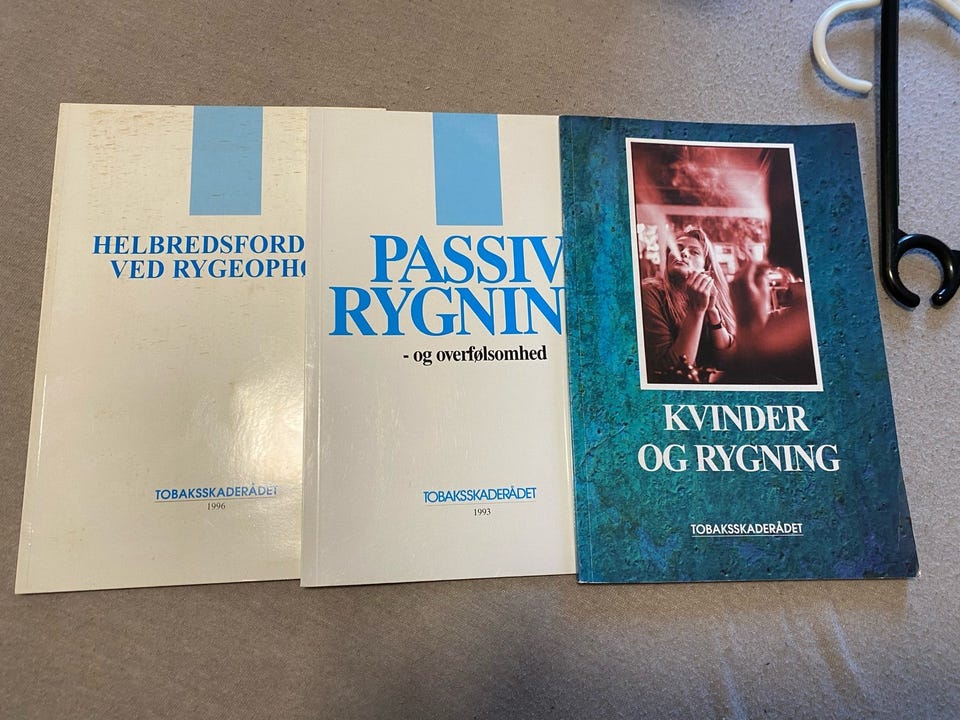 HELBREDSFORD
VED RYGEOPHO
TOBAKSSKADERÅDET
1996
PASSIV
RYGNIN
- og overfølsomhed
TOBAKSSKADERÅDET
1993
KVINDER
OG RYGNING
TOBAKSSKADERÅDET